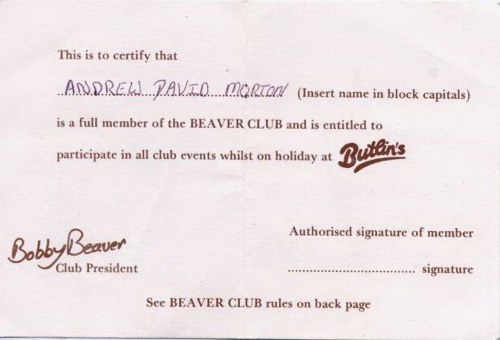 This is to certify that
ANDREW DAVID MORTON (Insert name in block capitals)
is a full member of the BEAVER CLUB and is entitled to
participate in all club events whilst on holiday at Butlin's
Authorised signature of member
Bobby Beaver
Club President
................................... signature
See BEAVER CLUB rules on back page